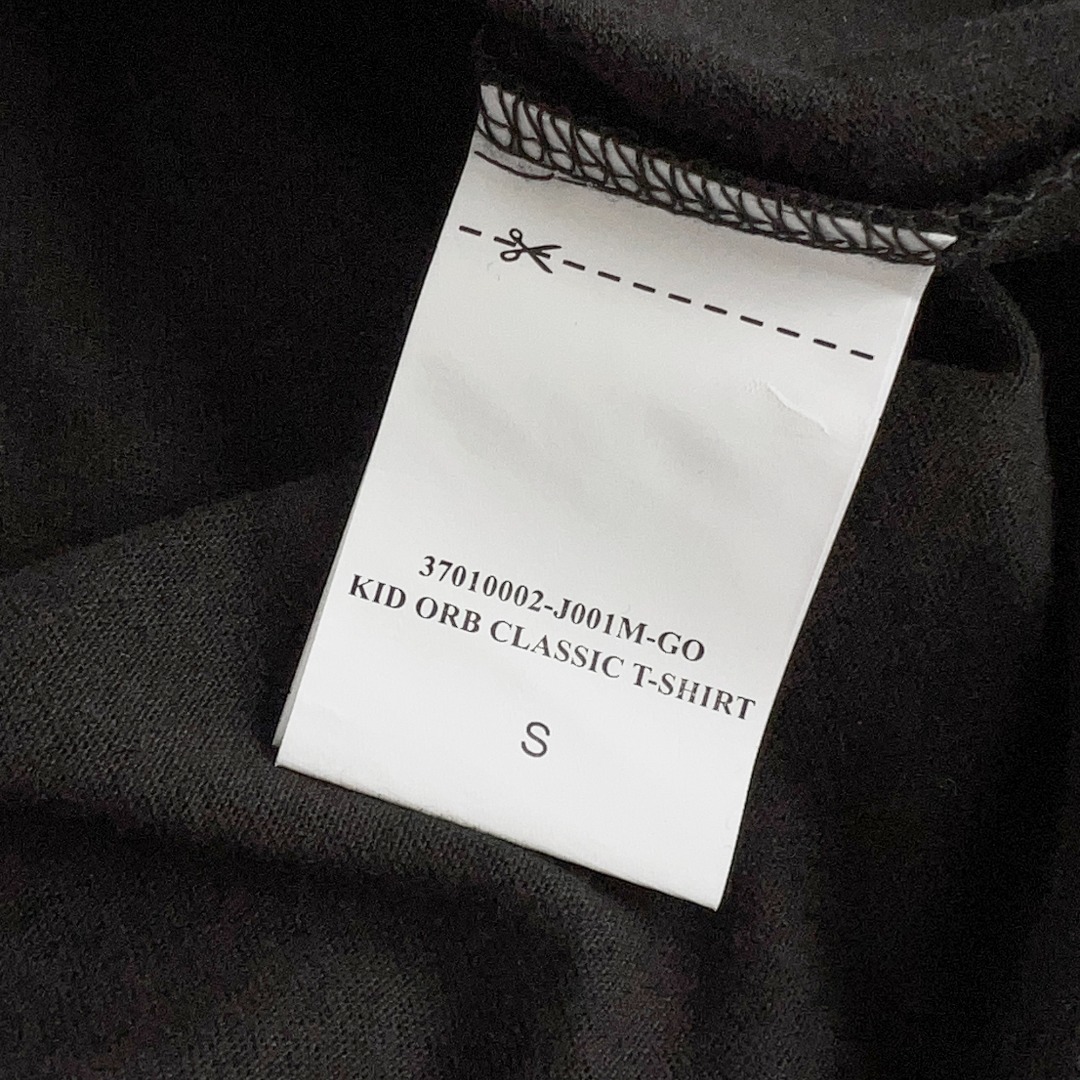 37010002-J001M-GO
KID ORB CLASSIC T-SHIRT
S